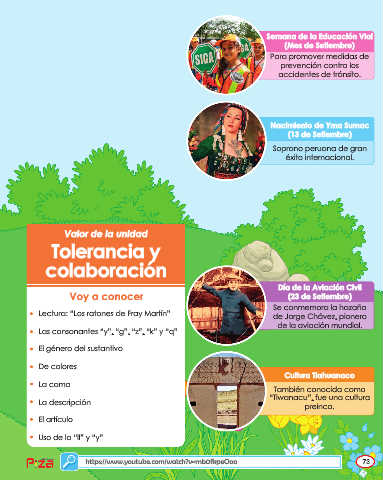 Semana de la Educación Vial
(Mes de Setiembre)
Para promover medidas de
prevención contra los
accidentes de tránsito.
SIGA
Nacimiento de Yma Sumac
(13 de Setiembre)
Soprano peruana de gran
éxito internacional.
Valor de la unidad
Tolerancia y
colaboración
Voy a conocer
• Lectura: “Los ratones de Fray Martín”
• Las consonantes “y”, “g”, “z”, “k” y “q”
• El género del sustantivo
• De colores
• La coma
• La descripción
• El artículo
• Uso de la “ll” y “y”
Día de la Aviación Civil
(23 de Setiembre)
Se conmemora la hazaña
de Jorge Chávez, pionero
de la aviación mundial.
Cultura Tiahuanaco
También conocida como
“Tiwanacu”, fue una cultura
preinca.
https://www.youtube.com/watch?v=mbOflepeOoo
73